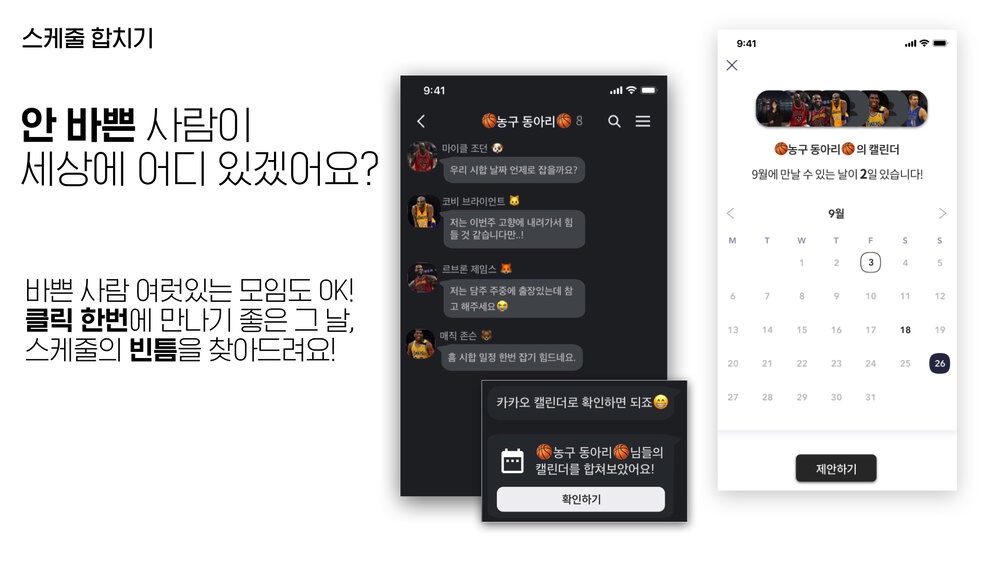 스케줄 합치기
안 바쁜 사람이
세상에 어디 있겠어요?
바쁜 사람 여럿있는 모임도 OK!
클릭 한번에 만나기 좋은 그 날,
스케줄의 빈틈을 찾아드려요!
9:41
🏀농구 동아리🏀 8
마이클 조던 🐶
우리 시합 날짜 언제로 잡을까요?
코비 브라이언트 🐱
저는 이번주 고향에 내려가서 힘
들 것 같습니다만..!
르브론 제임스 🦊
저는 담주 주중에 출장있는데 참
고 해주세요😂
매직 존슨 🐻
흠 시합 일정 한번 잡기 힘드네요.
카카오 캘린더로 확인하면 되죠😁
🏀농구 동아리🏀님들의
캘린더를 합쳐보았어요!
확인하기
9:41
🏀농구 동아리🏀의 캘린더
9월에 만날 수 있는 날이 2일 있습니다!
9월
M T W T F S S
1 2 3 4 5
6 7 8 9 10 11 12
13 14 15 16 17 18 19
20 21 22 23 24 25 26
27 28 29 30 31
제안하기